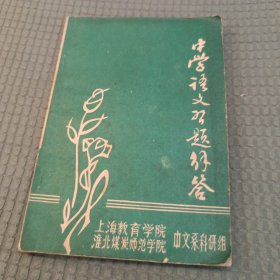 中学语文习题解答
上海教育学院
淮北煤炭师范学院
中文系科研组